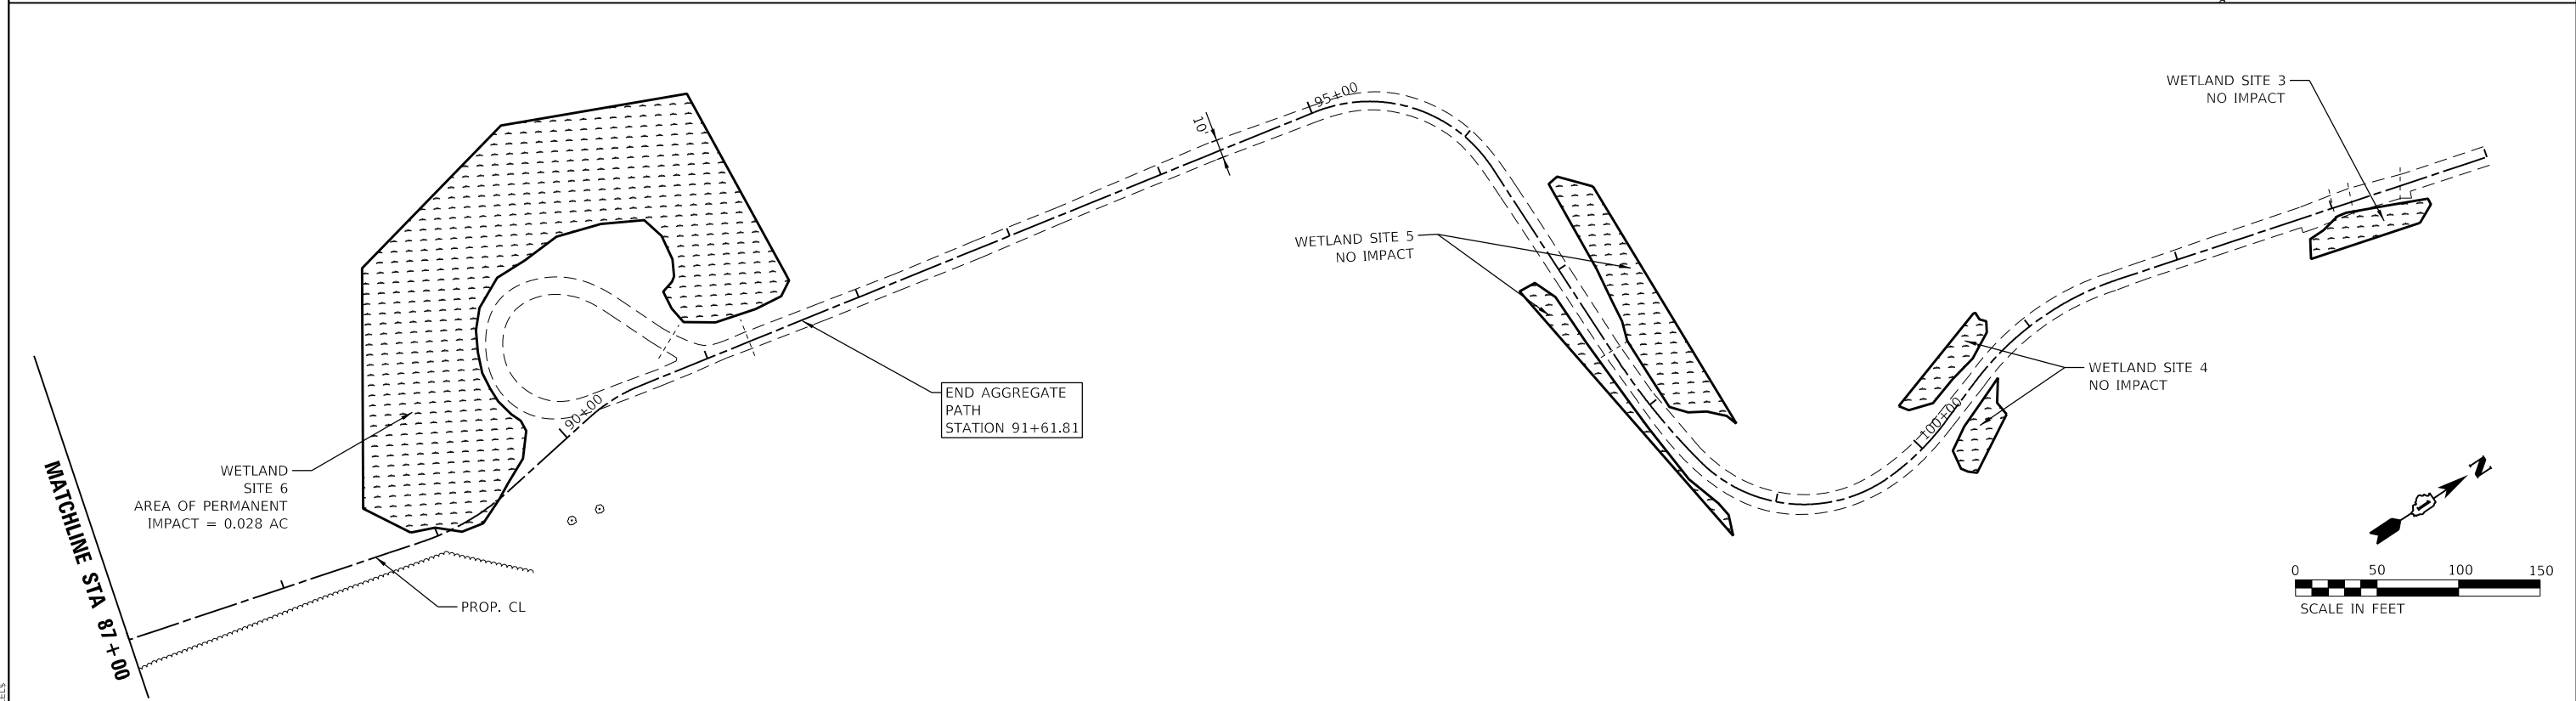 WETLAND SITE 3
NO IMPACT
95+00
10'
WETLAND SITE 5
NO IMPACT
END AGGREGATE
PATH
STATION 91+61.81
90+00
WETLAND SITE 4
NO IMPACT
100+00
WETLAND
SITE 6
AREA OF PERMANENT
IMPACT = 0.028 AC
MATCHLINE STA 87+00
PROP. CL
N
0 50 100 150
SCALE IN FEET